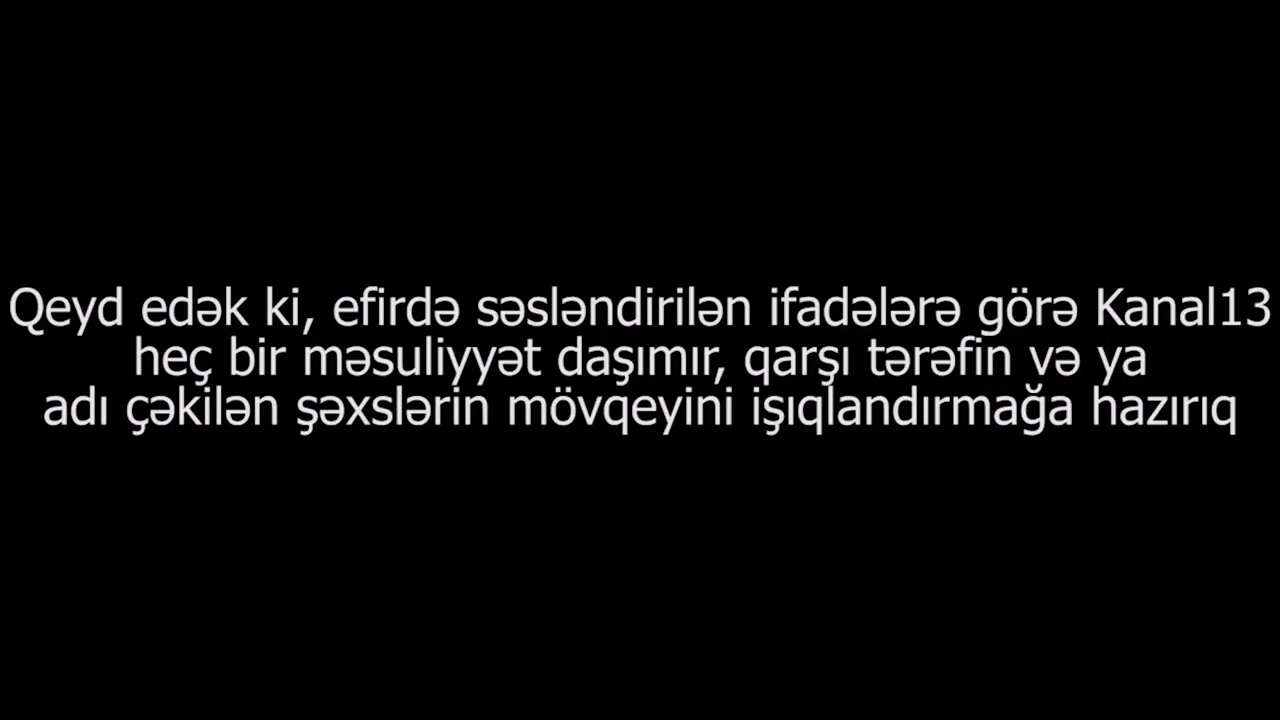 Qeyd edək ki, efirdə səsləndirilən ifadələrə görə Kanal13
heç bir məsuliyyət daşımır, qarşı tərəfin və ya
adı çəkilən şəxslərin mövqeyini işıqlandırmağa hazırıq